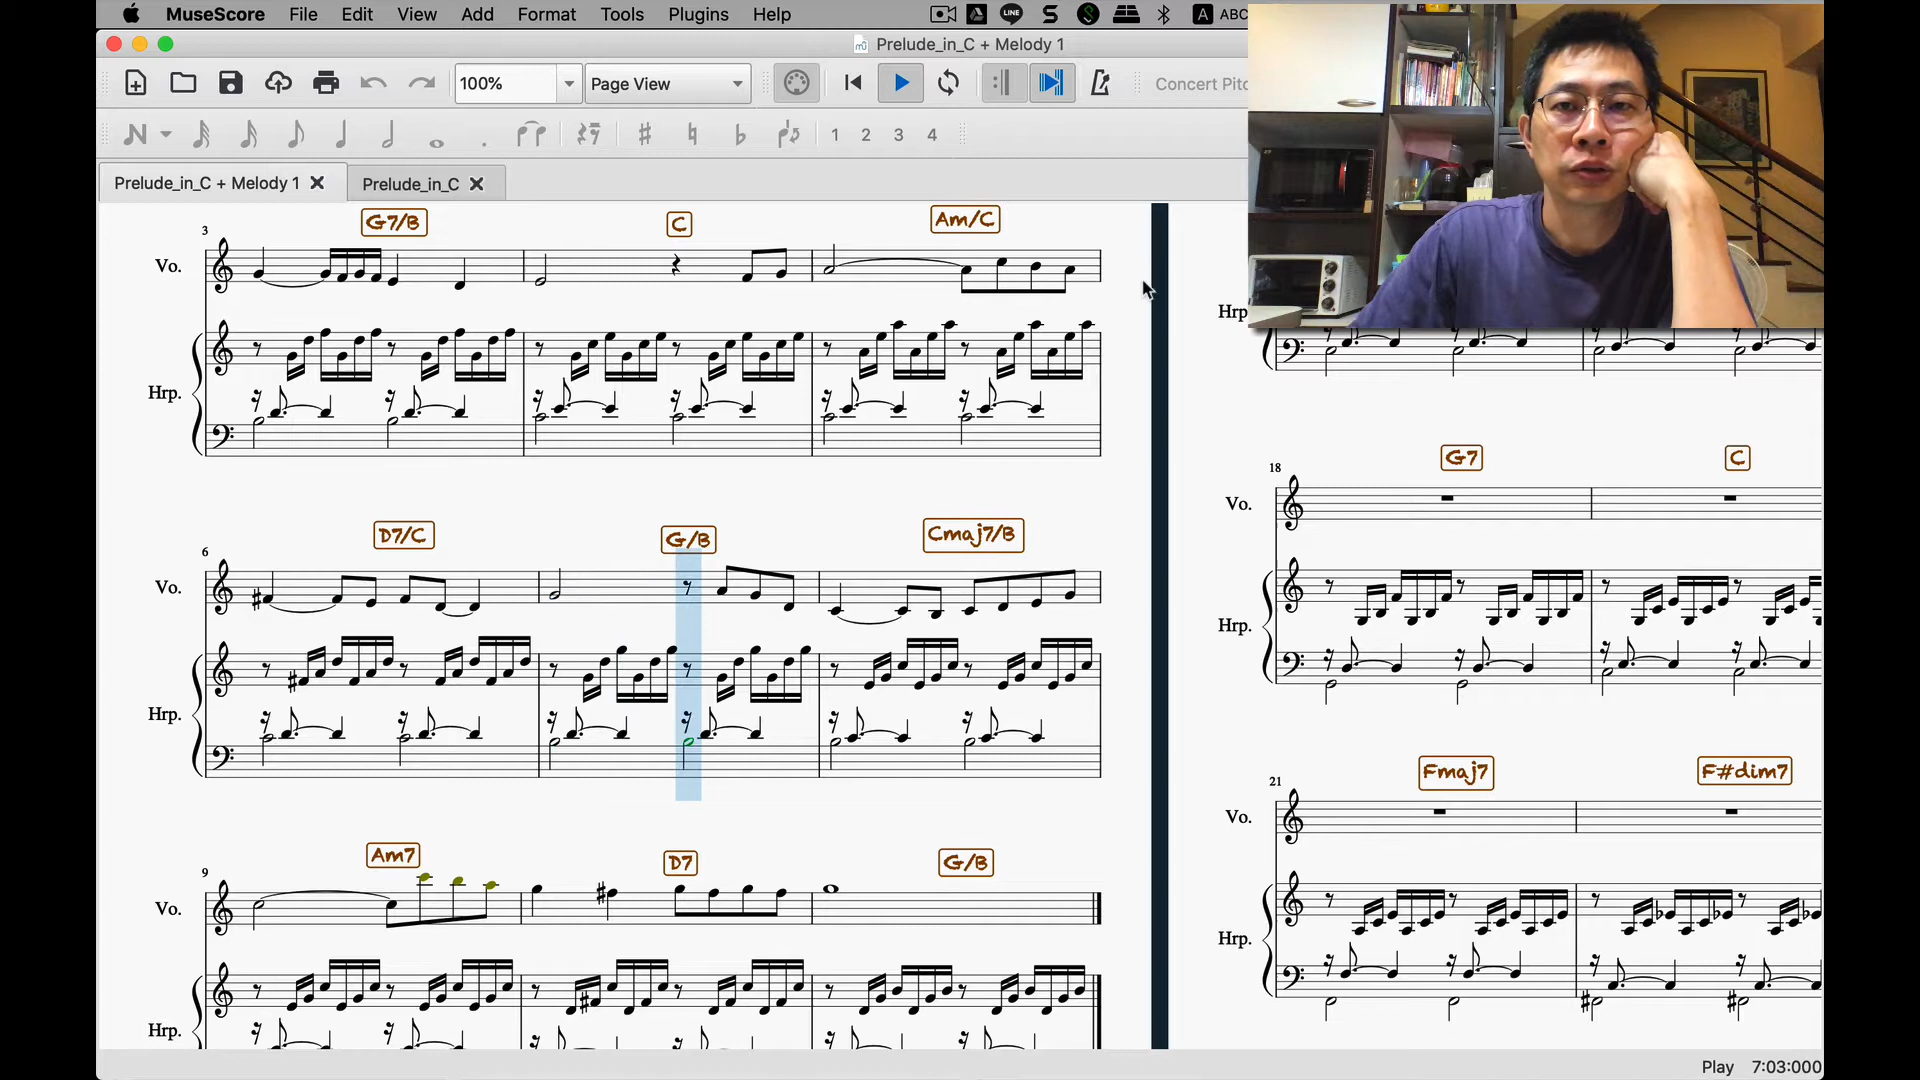 MuseScore File Edit View Add Format Tools Plugins Help LINE A ABC
Prelude_in_C + Melody 1
100% Page View Concert Pitc
1 2 3 4
Prelude_in_C + Melody 1 Prelude_in_C
3 G7/B C Am/C
Vo.
Hrp.
6 D7/C G/B Cmaj7/B
Vo.
Hrp.
9 Am7 D7 G/B
Vo.
Hrp.
Hrp
18 G7 C
Vo.
Hrp.
21 Fmaj7 F#dim7
Vo.
Hrp.
Play 7:03:000